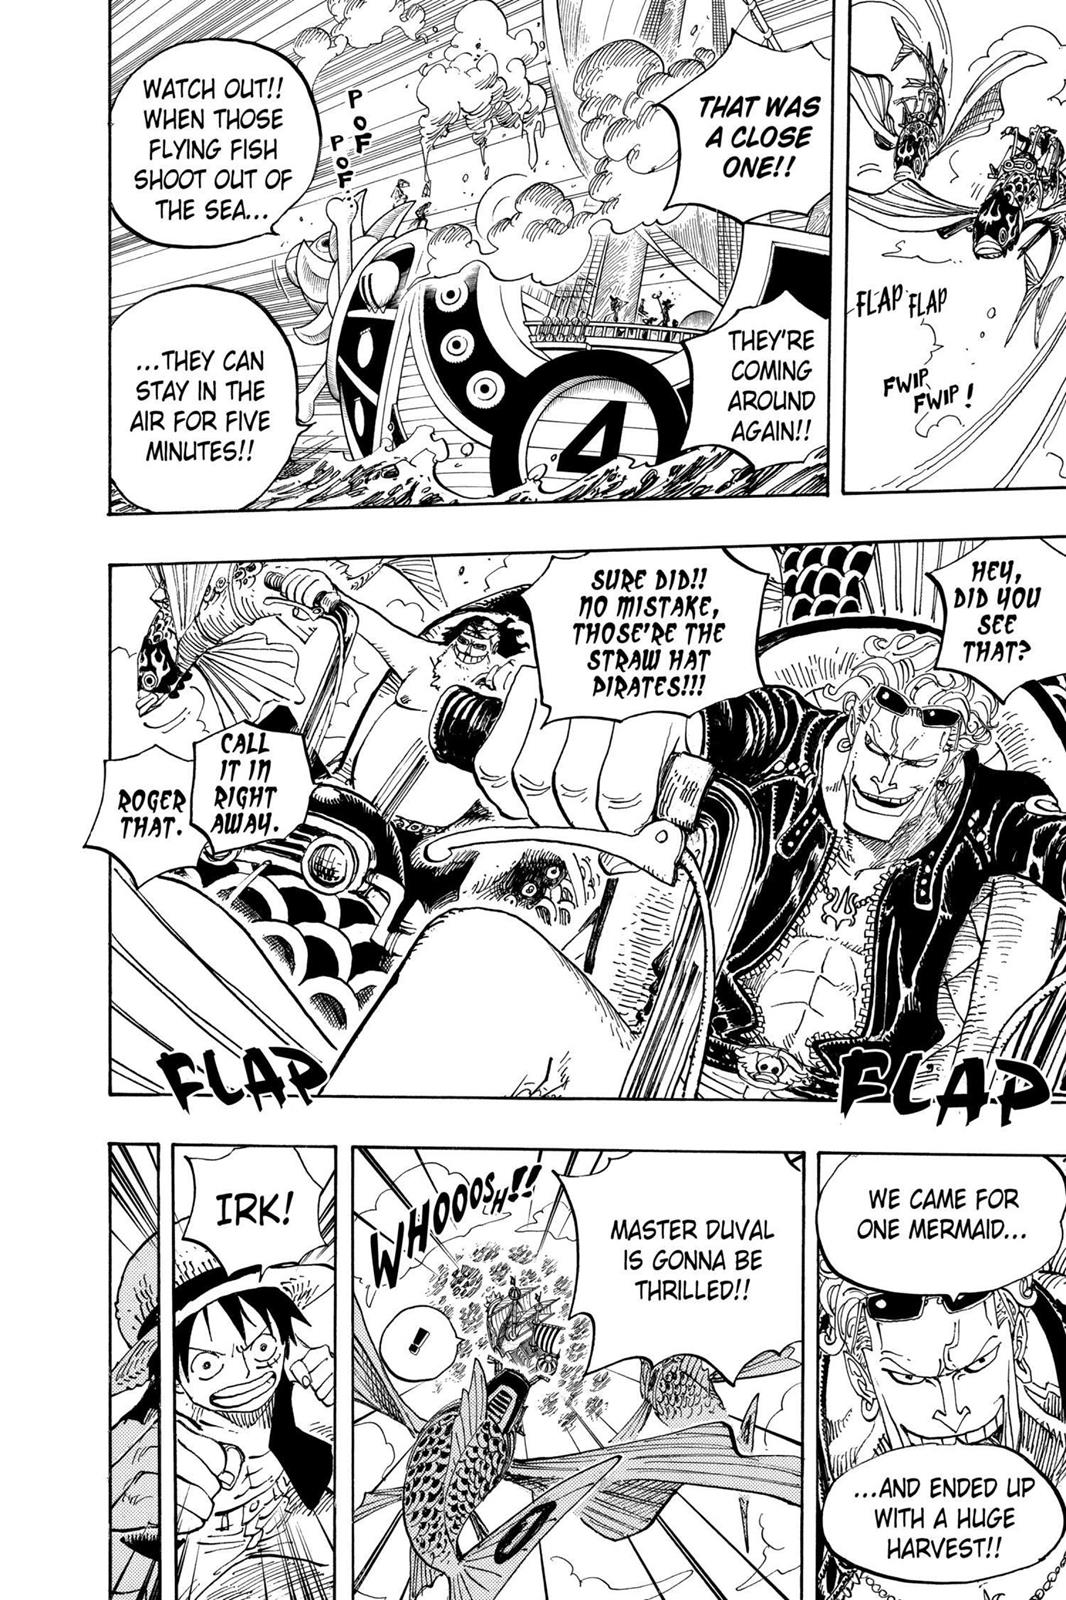 FLAP FLAP
FWIP
FWIP!
THAT WAS
A CLOSE
ONE!!
THEY'RE
COMING
AROUND
AGAIN!!
POF
POF
WATCH OUT!!
WHEN THOSE
FLYING FISH
SHOOT OUT OF
THE SEA...
...THEY CAN
STAY IN THE
AIR FOR FIVE
MINUTES!!
4
HEY,
DID YOU
SEE
THAT?
SURE DID!!
NO MISTAKE,
THOSE'RE THE
STRAW HAT
PIRATES!!!
CALL
IT IN
RIGHT
AWAY.
ROGER
THAT.
FLAP
FLAP
WE CAME FOR
ONE MERMAID...
...AND ENDED UP
WITH A HUGE
HARVEST!!
MASTER DUVAL
IS GONNA BE
THRILLED!!
WHOOOSH!!
!
IRK!